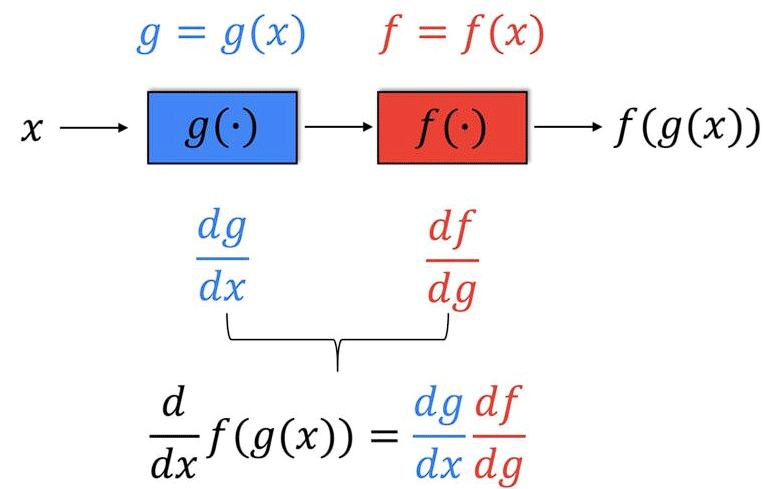 g = g(x) f = f(x)
x g(·) f(·) f(g(x))
dg/dx df/dg
d/dx f(g(x)) = dg/dx df/dg